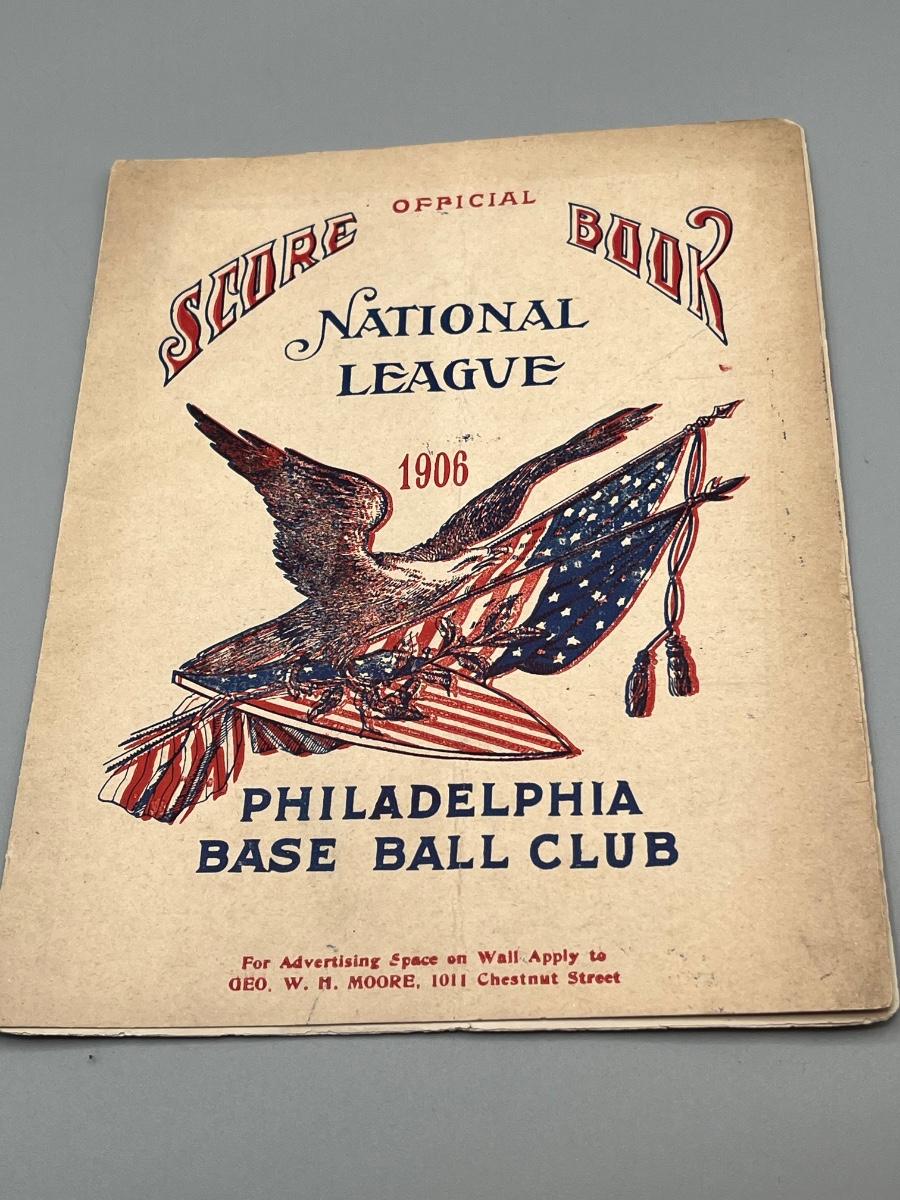 OFFICIAL
SCORE BOOK
NATIONAL
LEAGUE
1906
PHILADELPHIA
BASE BALL CLUB
For Advertising Space on Wall Apply to
GEO. W. H. MOORE, 1011 Chestnut Street